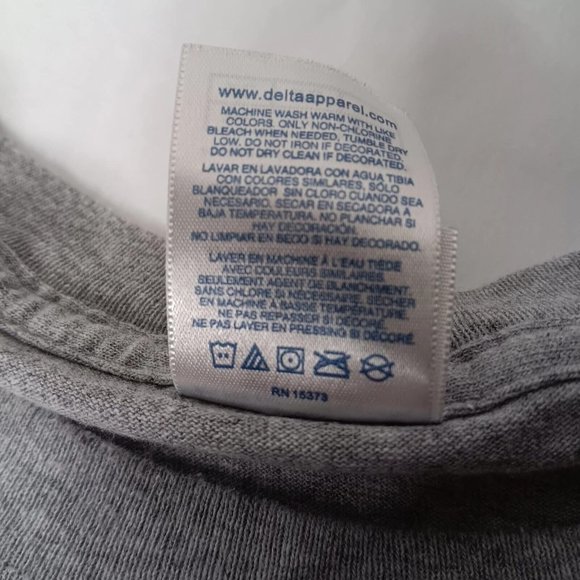 www.deltaapparel.com
MACHINE WASH WARM WITH LIKE
COLORS. ONLY NON-CHLORINE
BLEACH WHEN NEEDED, TUMBLE DRY
LOW. DO NOT IRON IF DECORATED.
DO NOT DRY CLEAN IF DECORATED.
LAVAR EN LAVADORA CON AGUA TIBIA
CON COLORES SIMILARES, SÓLO
BLANQUEADOR SIN CLORO CUANDO SEA
NECESARIO. SECAR EN SECADORA A
BAJA TEMPERATURA. NO PLANCHAR SI
HAY DECORACIÓN.
NO LIMPIAR EN SECO SI HAY DECORACIÓN.
LAVER EN MACHINE À L'EAU TIÈDE
AVEC COULEURS SIMILAIRES.
SEULEMENT AGENT DE BLANCHIMENT
SANS CHLORE SI NÉCESSAIRE. SÉCHER
EN MACHINE À BASSE TEMPÉRATURE.
NE PAS REPASSER SI DÉCORÉ.
NE PAS LAVER EN PRESSING SI DÉCORÉ.
RN 15373